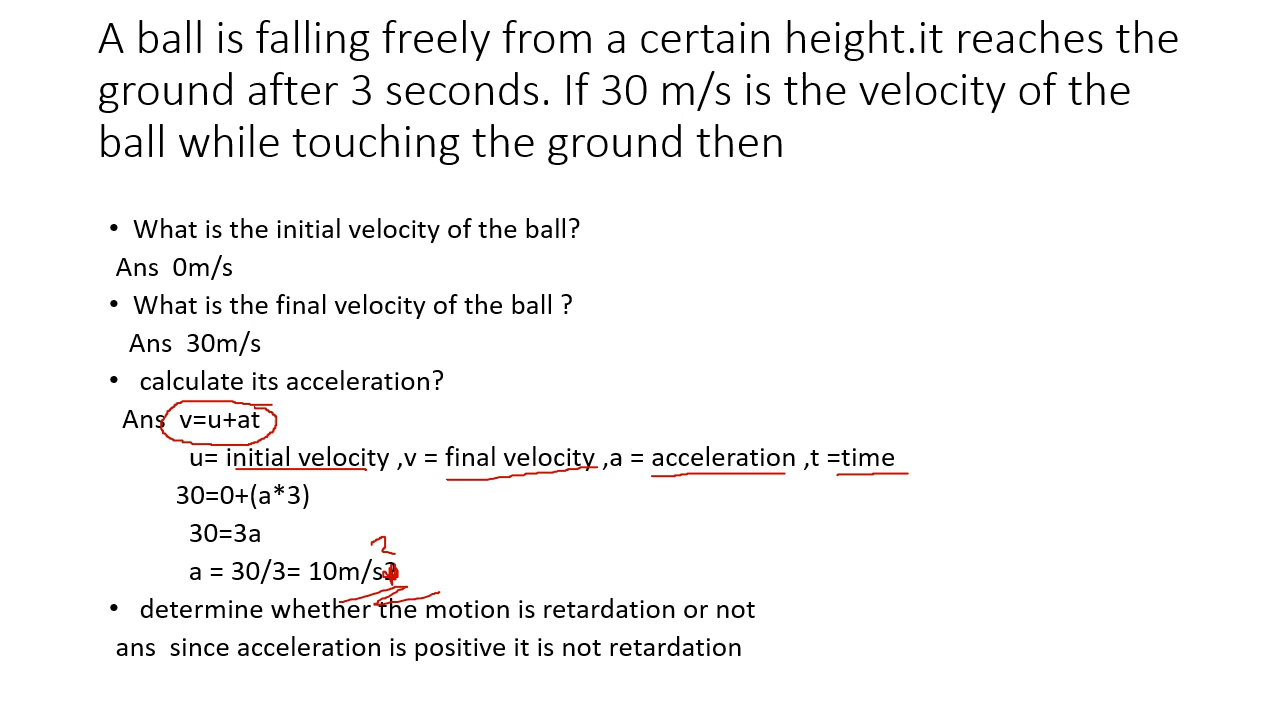 A ball is falling freely from a certain height.it reaches the
ground after 3 seconds. If 30 m/s is the velocity of the
ball while touching the ground then
• What is the initial velocity of the ball?
Ans 0m/s
• What is the final velocity of the ball ?
Ans 30m/s
• calculate its acceleration?
Ans v=u+at
u= initial velocity ,v = final velocity ,a = acceleration ,t =time
30=0+(a*3)
30=3a
a = 30/3= 10m/s2
• determine whether the motion is retardation or not
ans since acceleration is positive it is not retardation